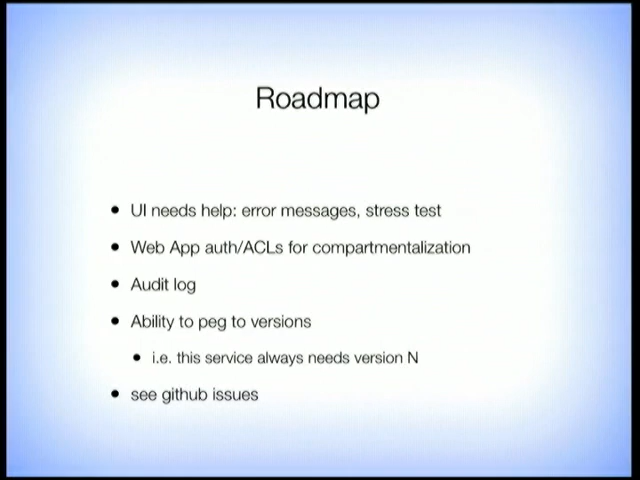 Roadmap
• UI needs help: error messages, stress test
• Web App auth/ACLs for compartmentalization
• Audit log
• Ability to peg to versions
• i.e. this service always needs version N
• see github issues